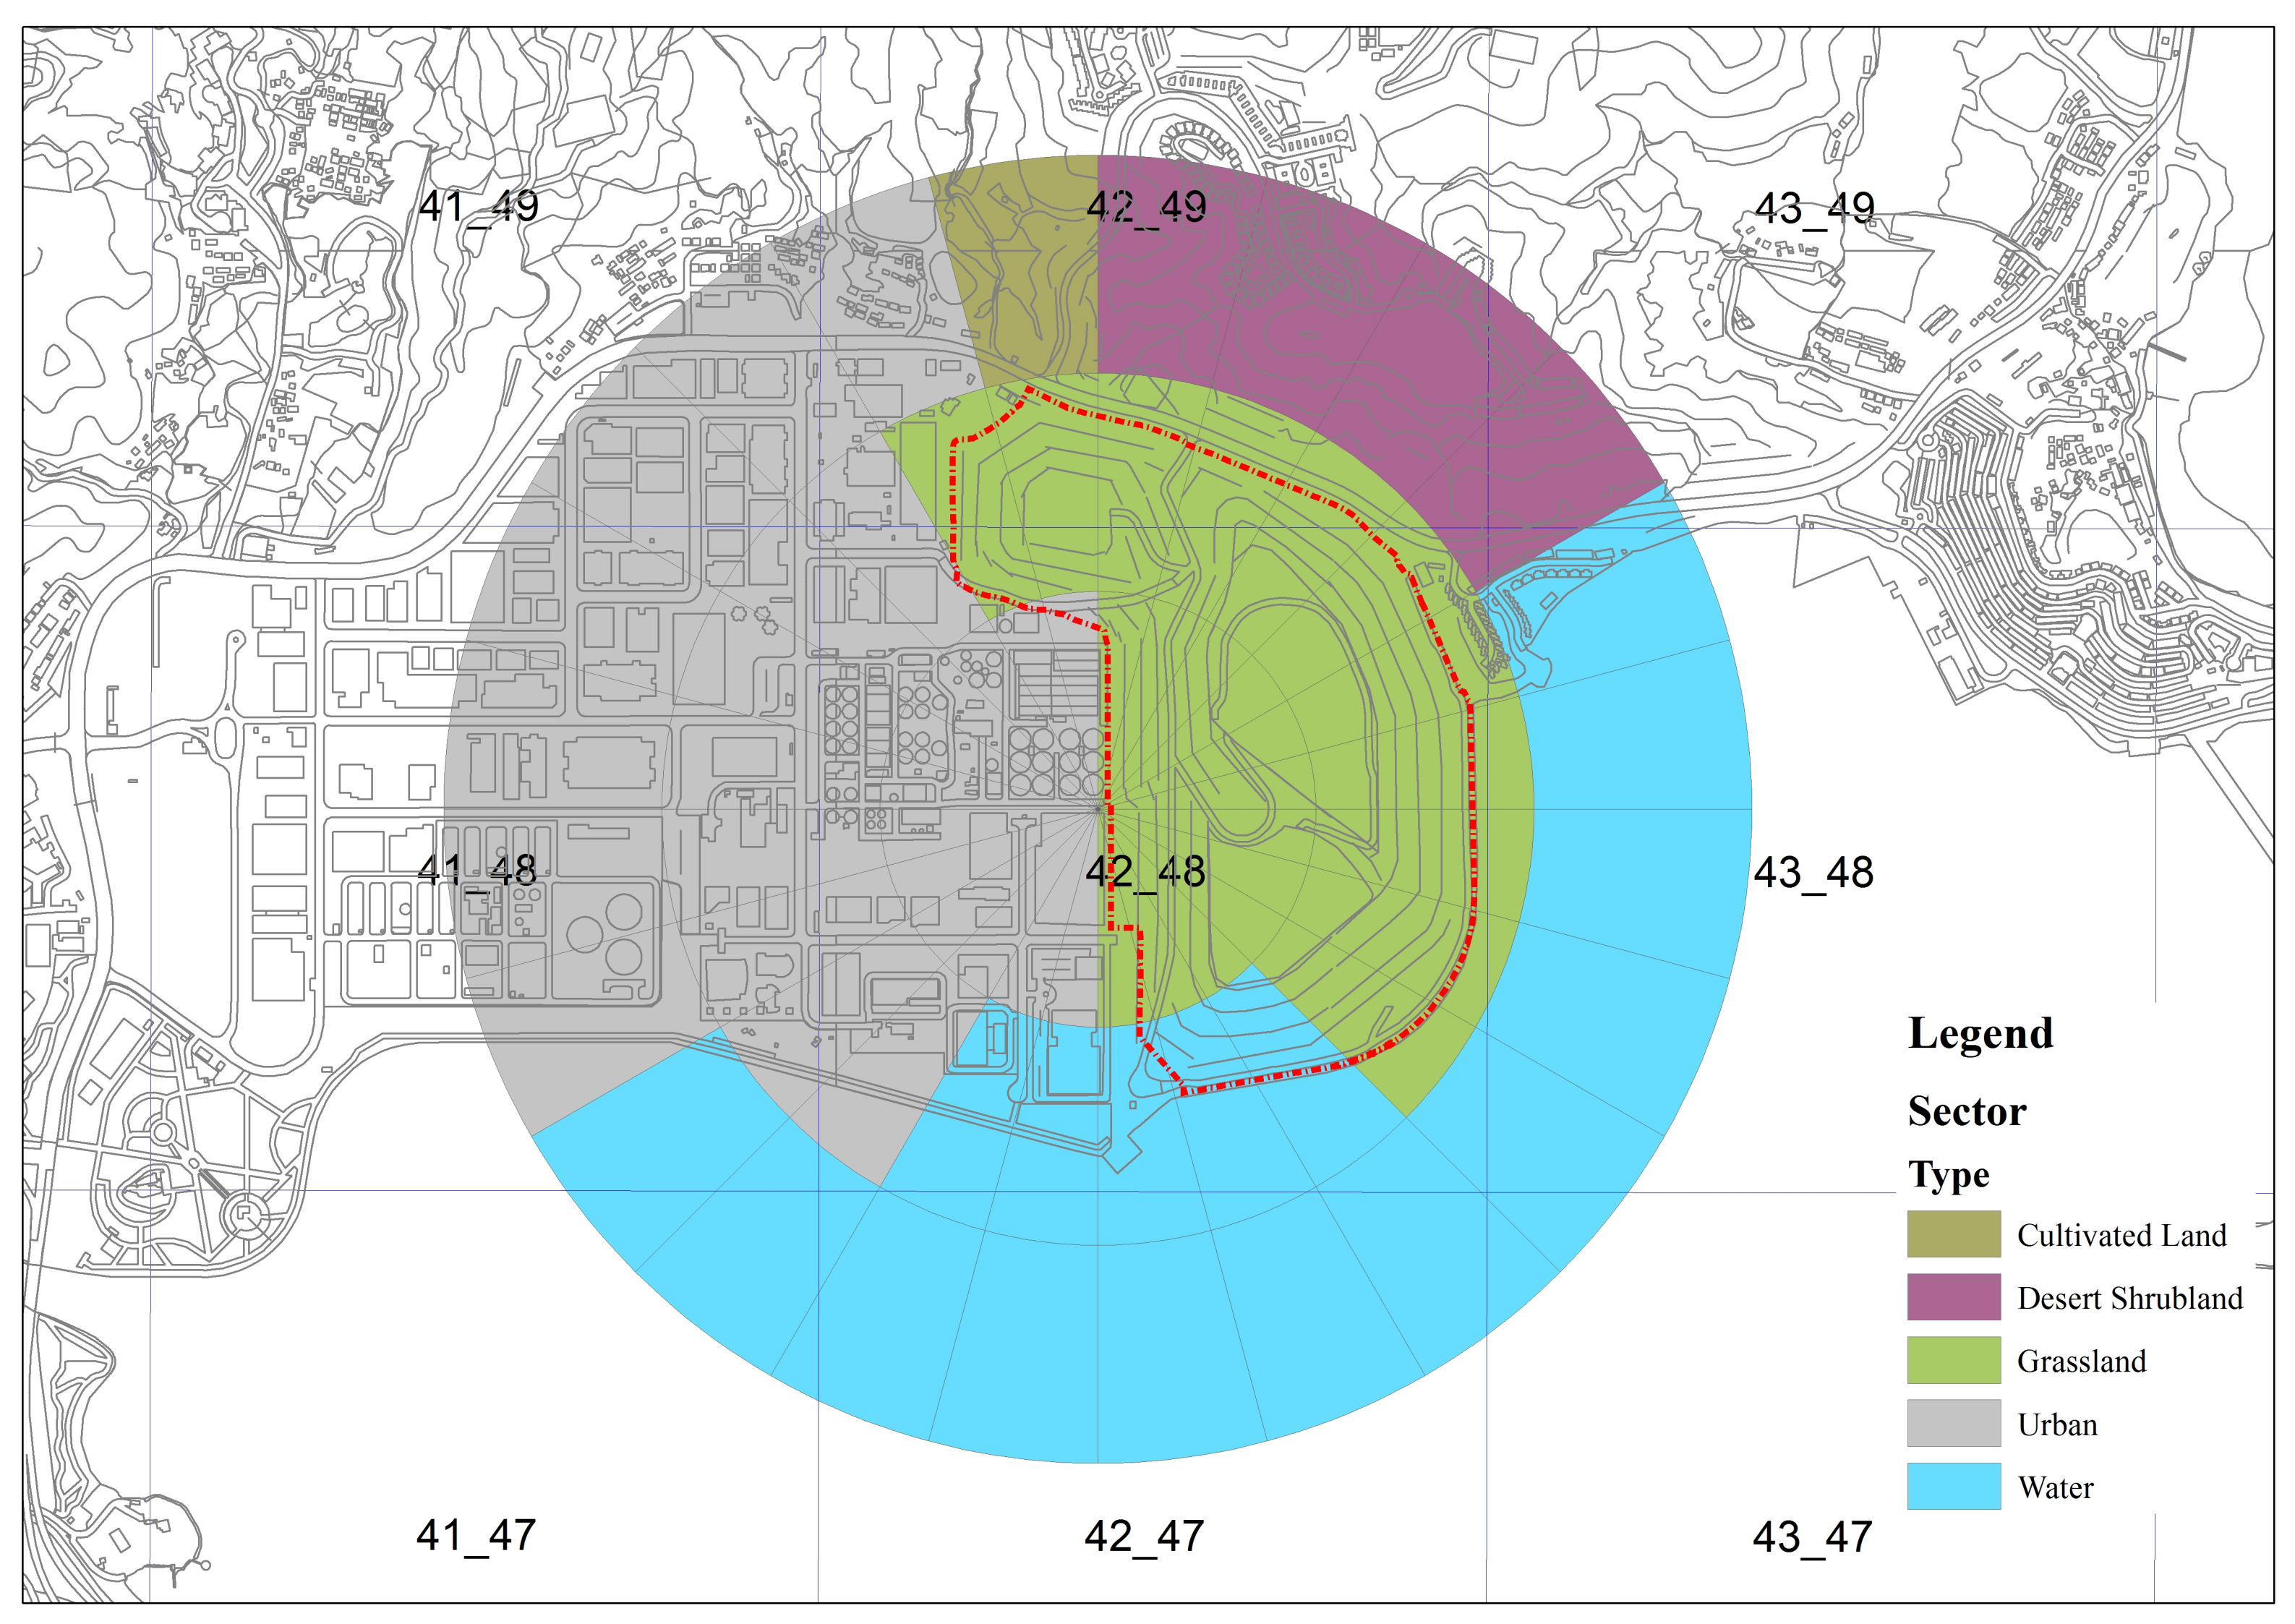 41_49
42_49
43_49
41_48
42_48
43_48
Legend
Sector
Type
Cultivated Land
Desert Shrubland
Grassland
Urban
Water
41_47
42_47
43_47